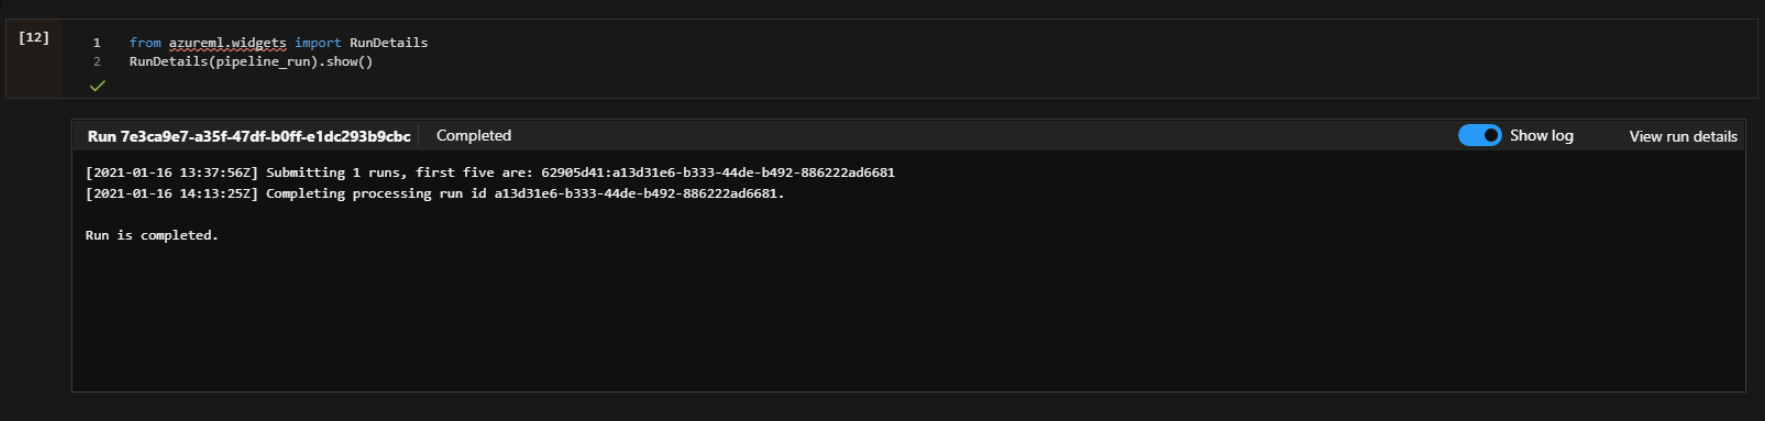 [12]
1 from azureml.widgets import RunDetails
2 RunDetails(pipeline_run).show()
Run 7e3ca9e7-a35f-47df-b0ff-e1dc293b9cbc Completed Show log View run details
[2021-01-16 13:37:56Z] Submitting 1 runs, first five are: 62905d41:a13d31e6-b333-44de-b492-886222ad6681
[2021-01-16 14:13:25Z] Completing processing run id a13d31e6-b333-44de-b492-886222ad6681.
Run is completed.